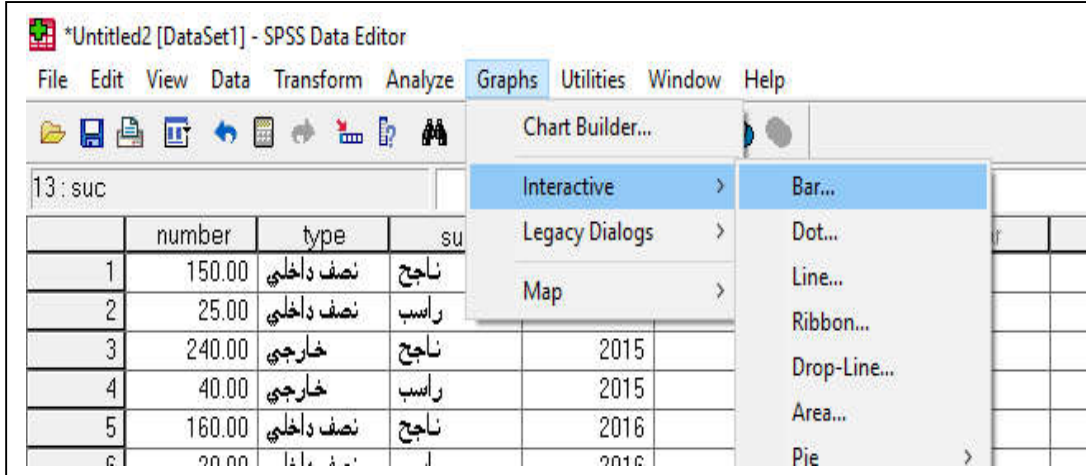 *Untitled2 [DataSet1] - SPSS Data Editor
File Edit View Data Transform Analyze Graphs Utilities Window Help
Chart Builder...
13 : suc
Interactive
Bar...
number type su
Legacy Dialogs
Dot...
1 150.00 نصف داخلي ناجح
Line...
Map
2 25.00 نصف داخلي راسب
Ribbon...
3 240.00 خارجي ناجح 2015
Drop-Line...
4 40.00 خارجي راسب 2015
Area...
5 160.00 نصف داخلي ناجح 2016
Pie